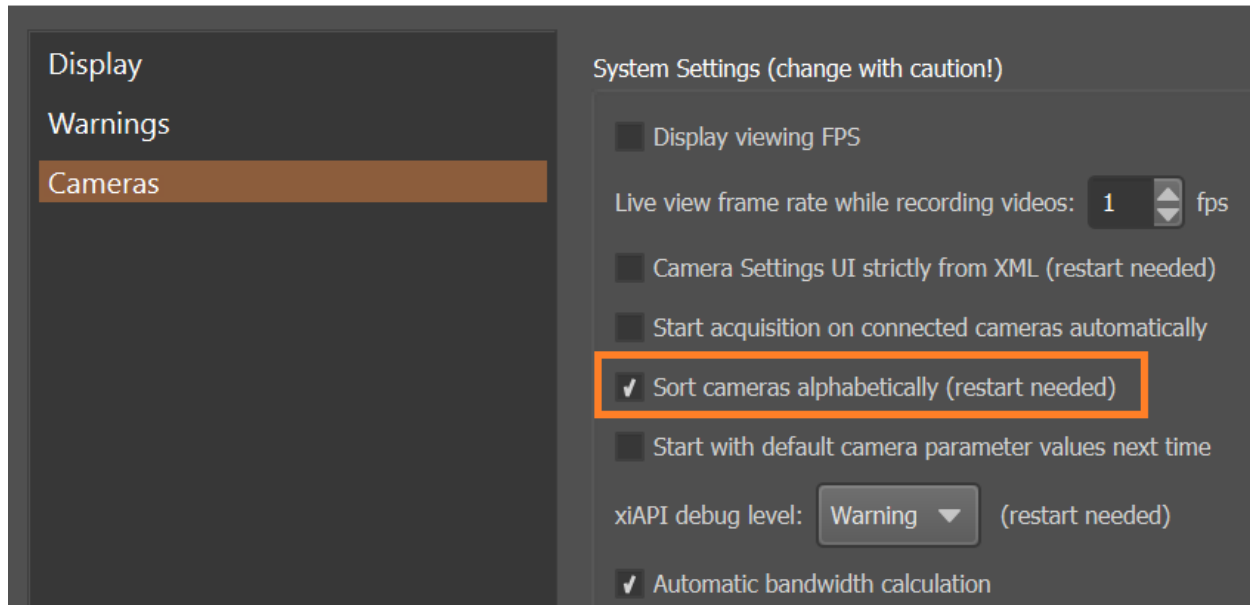 Display
Warnings
Cameras
System Settings (change with caution!)
Display viewing FPS
Live view frame rate while recording videos: 1 fps
Camera Settings UI strictly from XML (restart needed)
Start acquisition on connected cameras automatically
Sort cameras alphabetically (restart needed)
Start with default camera parameter values next time
xiAPI debug level: Warning (restart needed)
Automatic bandwidth calculation